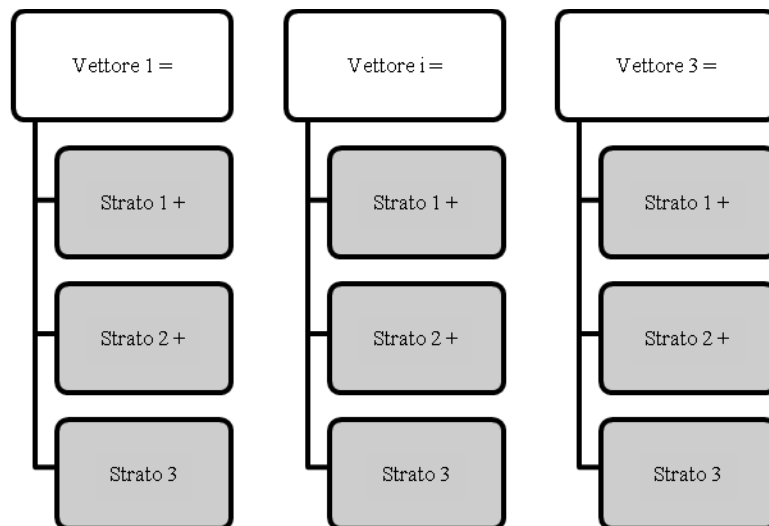 Vettore 1 =
Strato 1 +
Strato 2 +
Strato 3
Vettore i =
Strato 1 +
Strato 2 +
Strato 3
Vettore 3 =
Strato 1 +
Strato 2 +
Strato 3